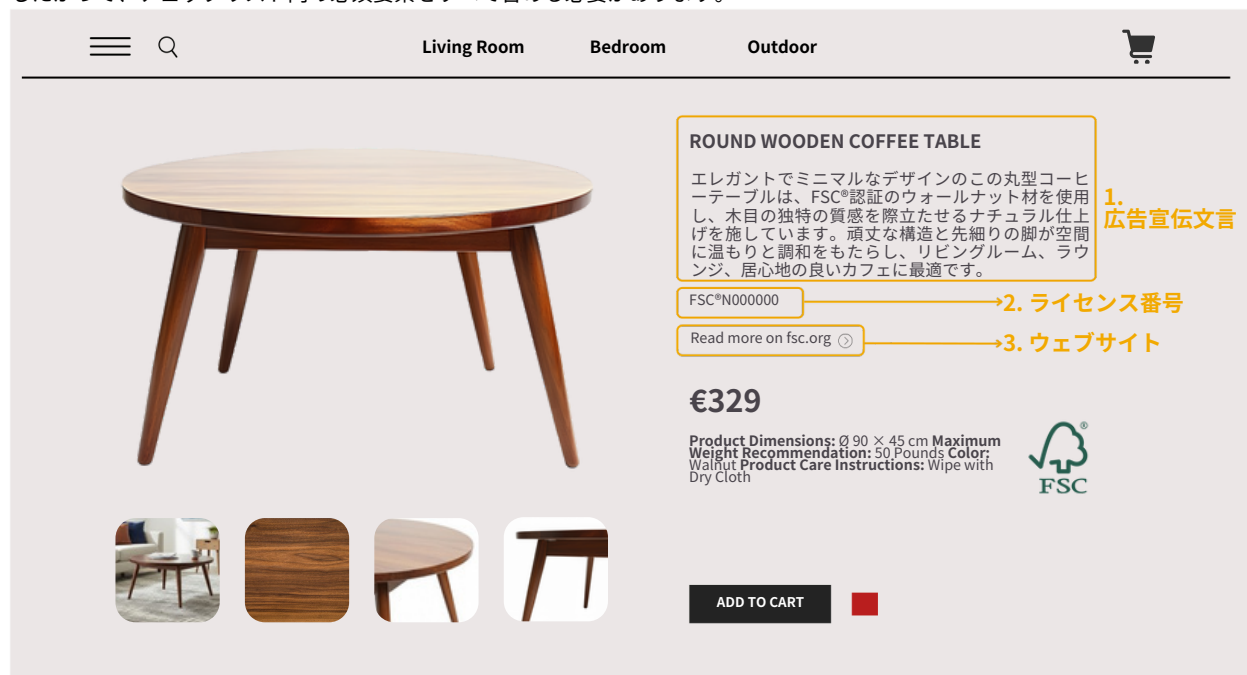 Living Room
Bedroom
Outdoor
ROUND WOODEN COFFEE TABLE
エレガントでミニマルなデザインのこの丸型コーヒ
ーテーブルは、FSC®認証のウォールナット材を使用
し、木目の独特の質感を際立たせるナチュラル仕上
げを施しています。頑丈な構造と先細りの脚が空間
に温もりと調和をもたらし、リビングルーム、ラウ
ンジ、居心地の良いカフェに最適です。
1.
広告宣伝文言
FSC®N000000
2. ライセンス番号
Read more on fsc.org
3. ウェブサイト
€329
Product Dimensions: Ø 90 × 45 cm Maximum
Weight Recommendation: 50 Pounds Color:
Walnut Product Care Instructions: Wipe with
Dry Cloth
®
FSC
ADD TO CART